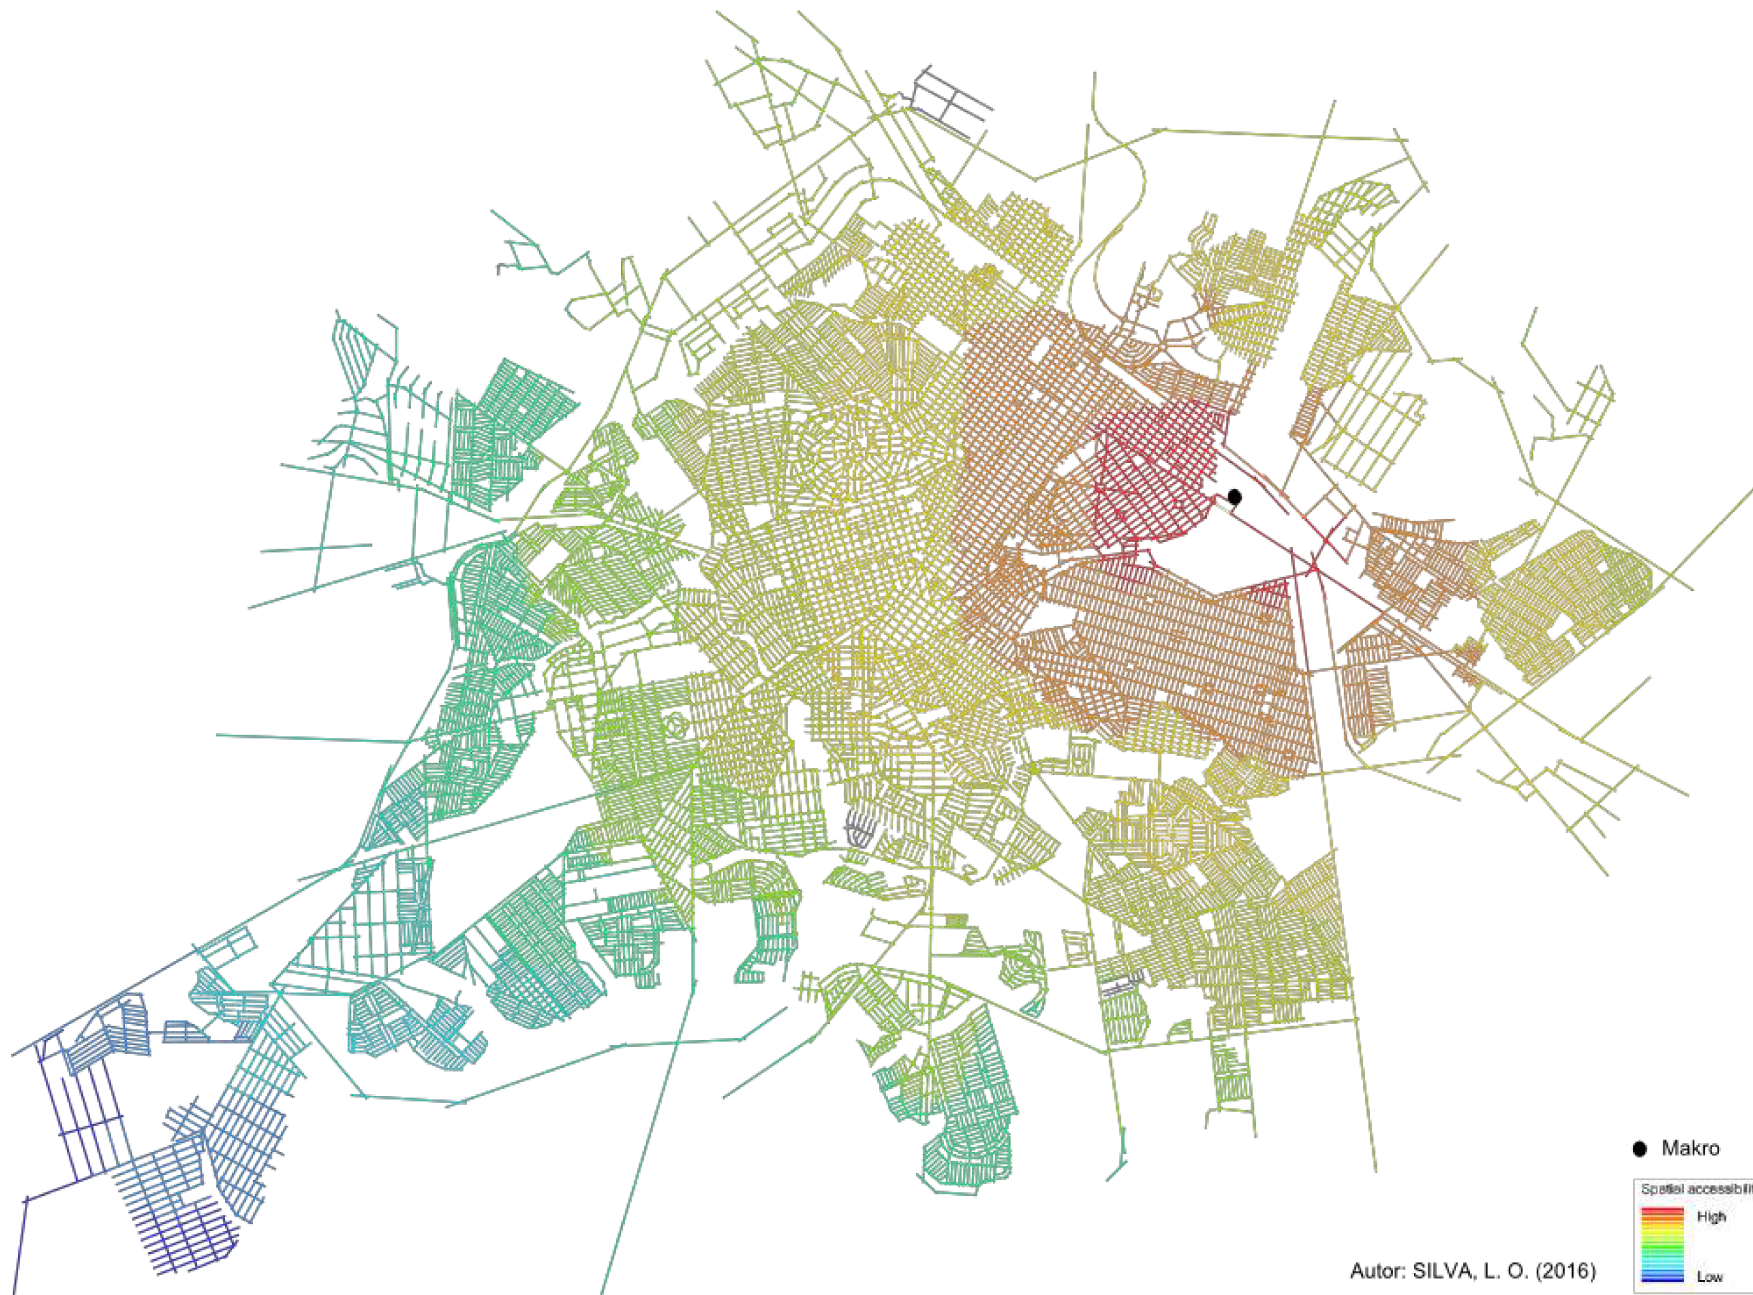 Makro
Spatial accessibili
High
Low
Autor: SILVA, L. O. (2016)